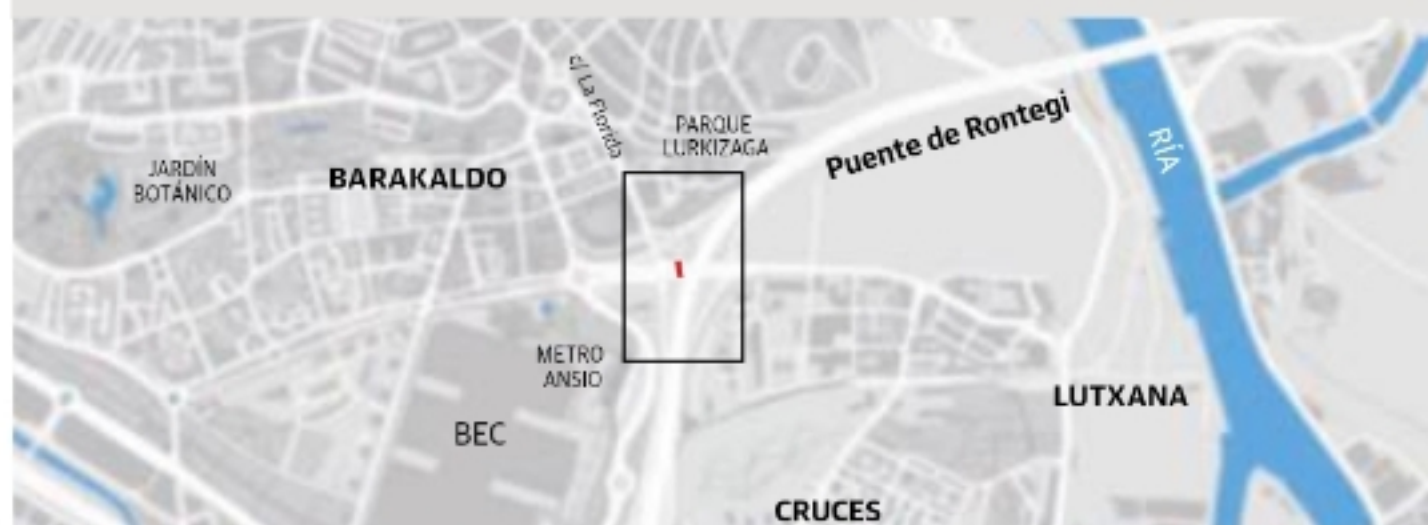 c/ La Florida
PARQUE
LURKIZAGA
Puente de Rontegi
RÍA
JARDÍN
BOTÁNICO
BARAKALDO
METRO
ANSIO
BEC
LUTXANA
CRUCES